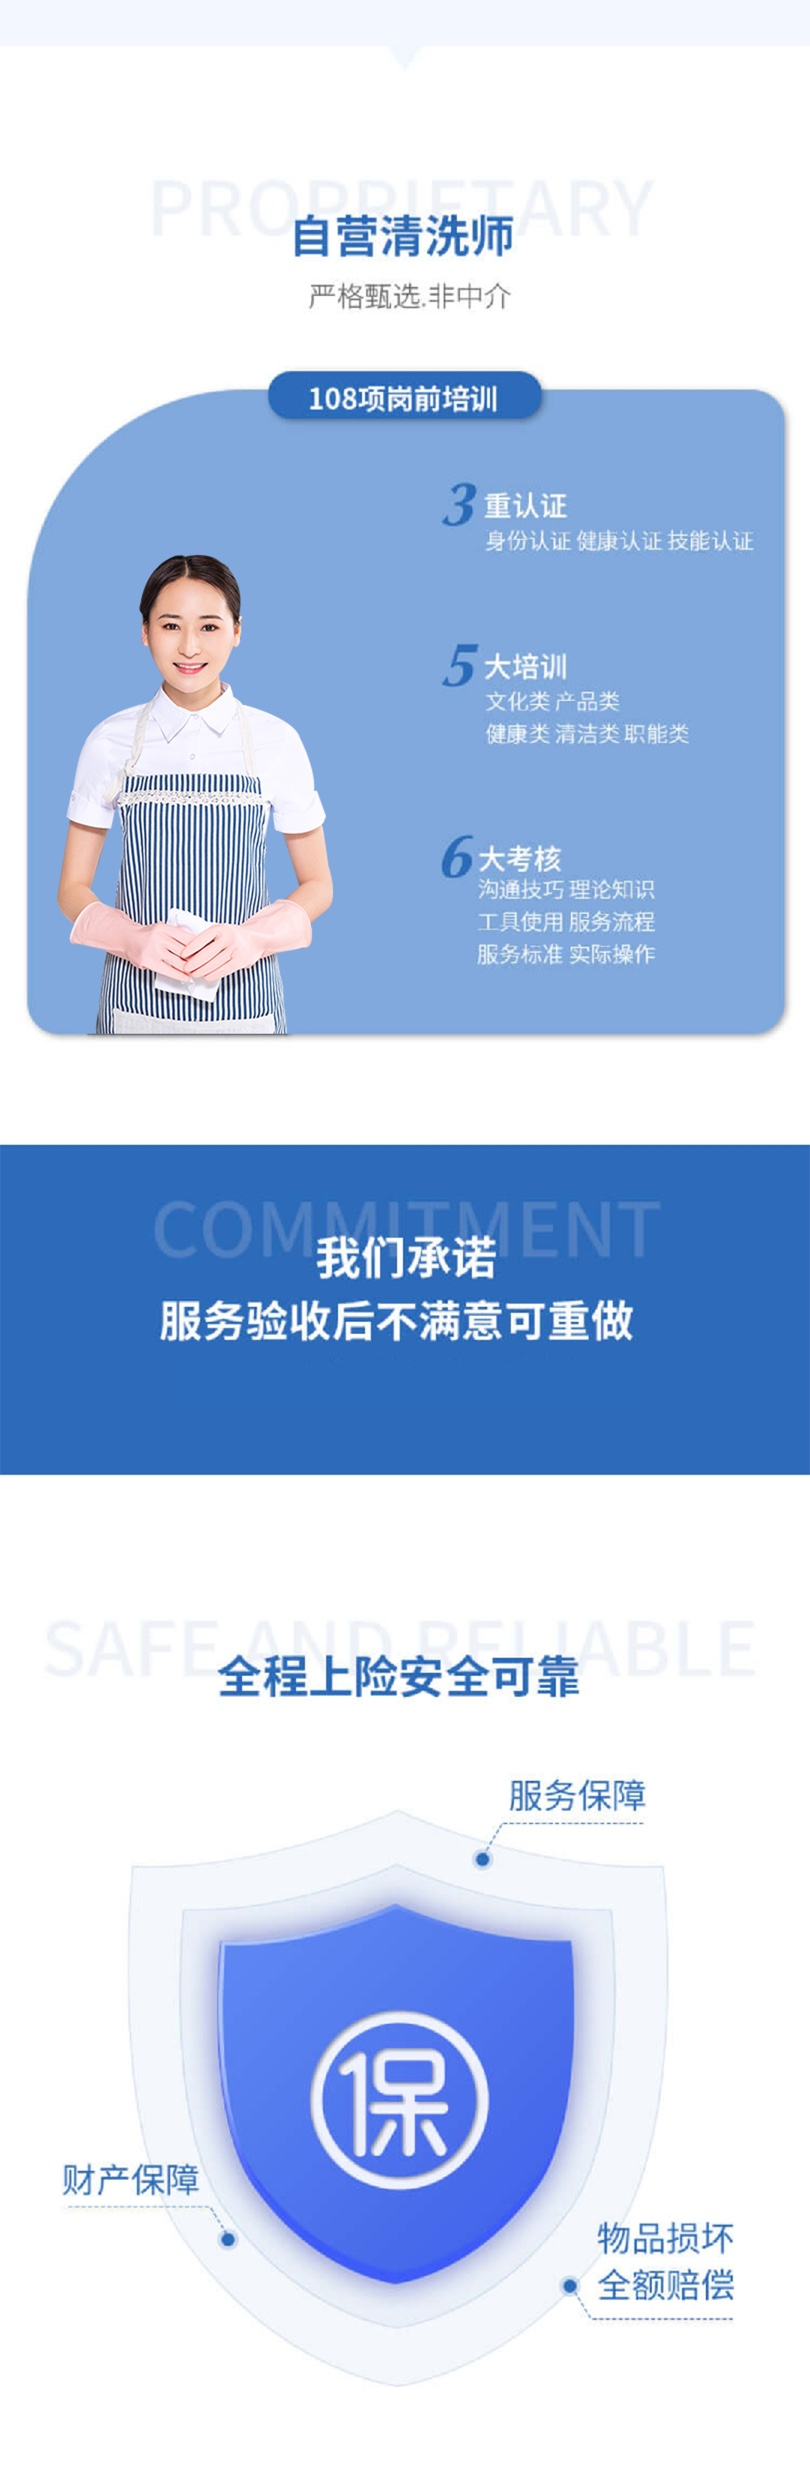 PROPRIETARY
自营清洗师
严格甄选.非中介
108项岗前培训
3重认证
身份认证 健康认证 技能认证
5大培训
文化类 产品类
健康类 清洁类 职能类
6大考核
沟通技巧 理论知识
工具使用 服务流程
服务标准 实际操作
COMMITMENT
我们承诺
服务验收后不满意可重做
SAFE AND RELIABLE
全程上险安全可靠
服务保障
保
财产保障
物品损坏
全额赔偿